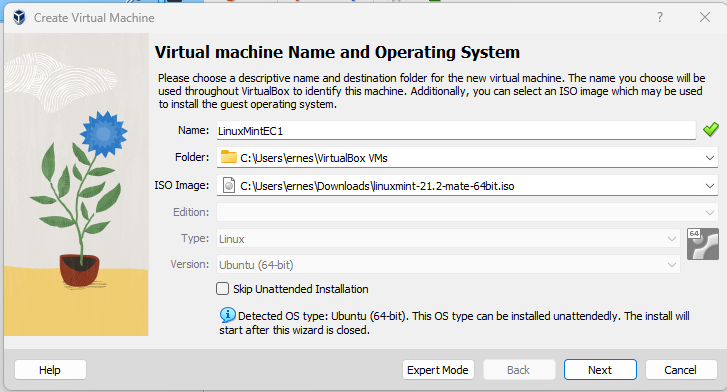 Create Virtual Machine
Virtual machine Name and Operating System
Please choose a descriptive name and destination folder for the new virtual machine. The name you choose will be
used throughout VirtualBox to identify this machine. Additionally, you can select an ISO image which may be used
to install the guest operating system.
Name: LinuxMintEC1
Folder: C:\Users\ernes\VirtualBox VMs
ISO Image: C:\Users\ernes\Downloads\linuxmint-21.2-mate-64bit.iso
Edition:
Type: Linux
64
Version: Ubuntu (64-bit)
Skip Unattended Installation
Detected OS type: Ubuntu (64-bit). This OS type can be installed unattendedly. The install will
start after this wizard is closed.
Help Expert Mode Back Next Cancel